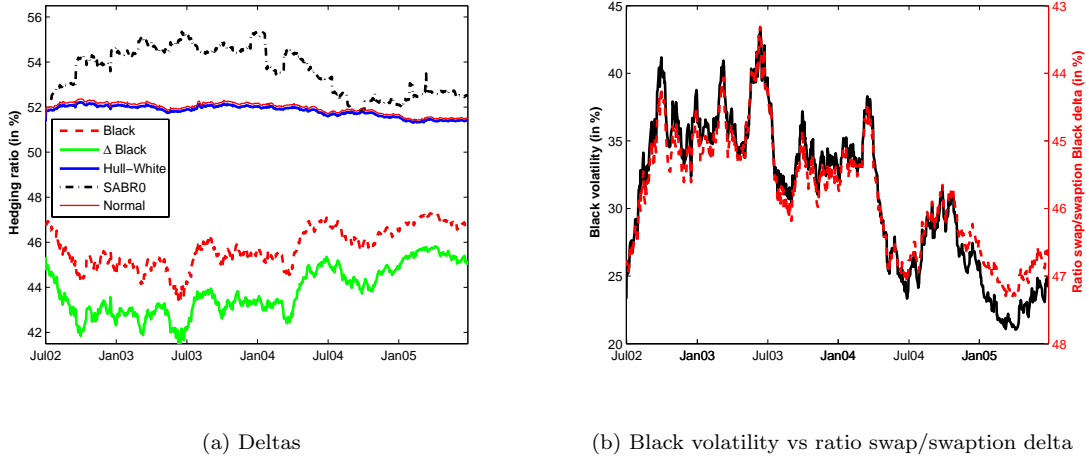 56
54
52
50
48
46
44
42
Hedging ratio (in %)
Black
Δ Black
Hull−White
SABR0
Normal
Jul02
Jan03
Jul03
Jan04
Jul04
Jan05
(a) Deltas
45
40
35
30
25
20
Black volatility (in %)
43
44
45
46
47
48
Ratio swap/swaption Black delta (in %)
Jul02
Jan03
Jul03
Jan04
Jul04
Jan05
(b) Black volatility vs ratio swap/swaption delta